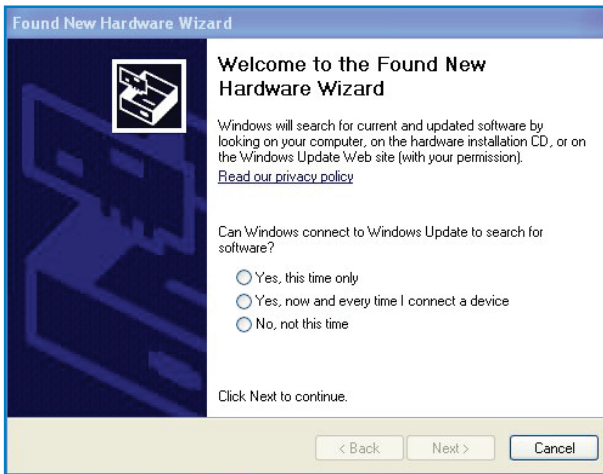 Found New Hardware Wizard
Welcome to the Found New
Hardware Wizard
Windows will search for current and updated software by
looking on your computer, on the hardware installation CD, or on
the Windows Update Web site (with your permission).
Read our privacy policy
Can Windows connect to Windows Update to search for
software?
Yes, this time only
Yes, now and every time I connect a device
No, not this time
Click Next to continue.
< Back Next > Cancel